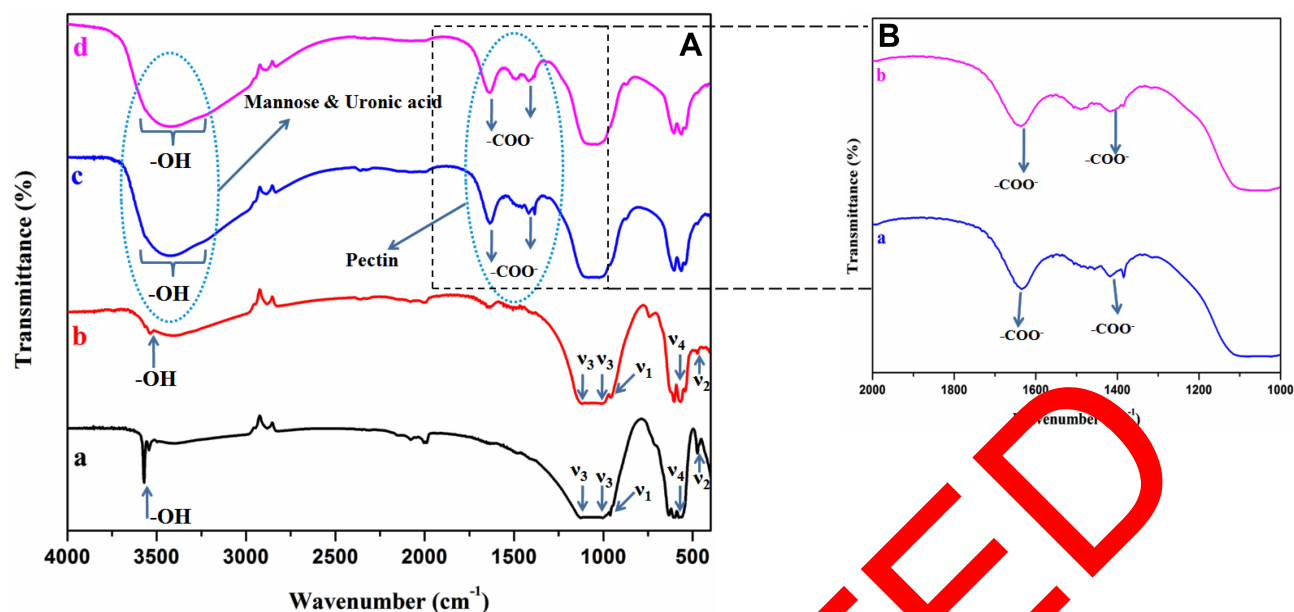 A
d
-OH
Mannose & Uronic acid
-COO⁻
c
-OH
Pectin
-COO⁻
b
-OH
ν₃ ν₃ ν₁ ν₄ ν₂
a
-OH
ν₃ ν₃ ν₁ ν₄ ν₂
Transmittance (%)
4000 3500 3000 2500 2000 1500 1000 500
Wavenumber (cm⁻¹)
B
b
-COO⁻ -COO⁻
a
-COO⁻ -COO⁻
Transmittance (%)
2000 1800 1600 1400 1200 1000
ED